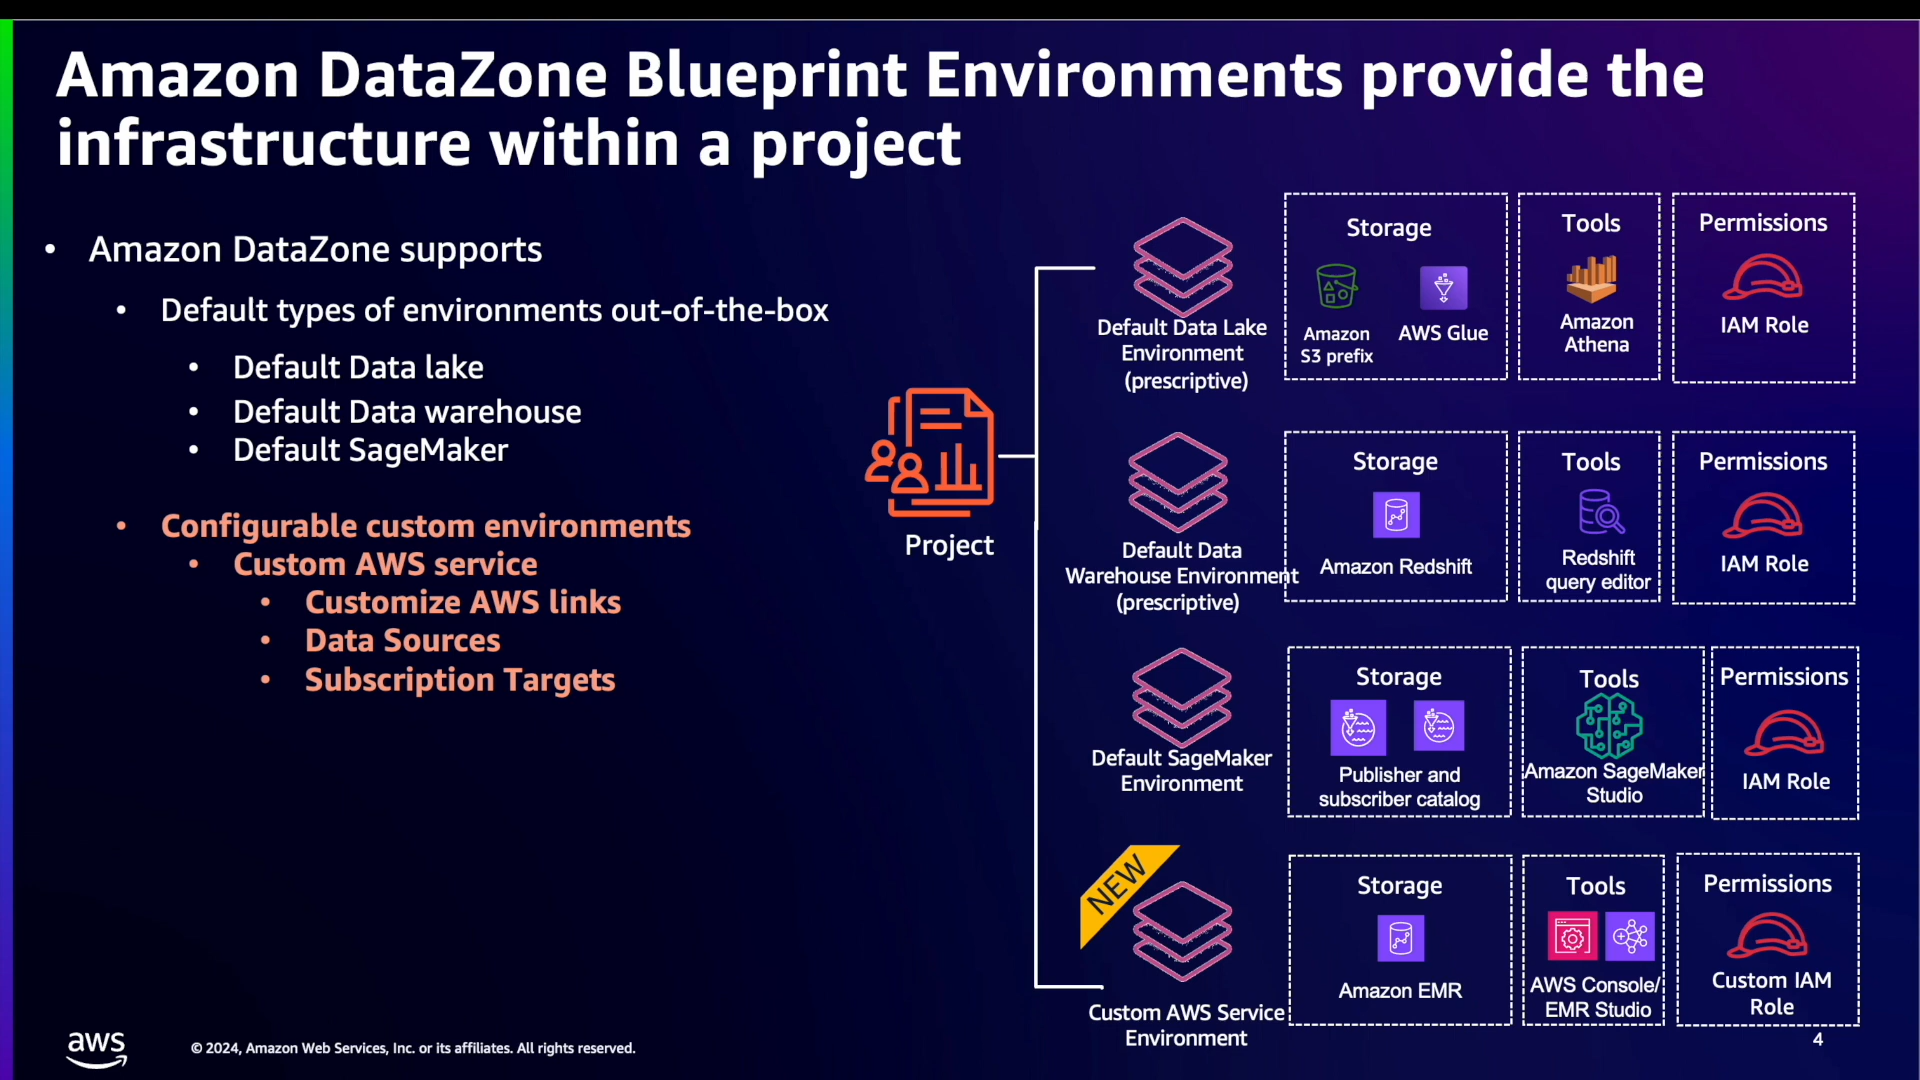 Amazon DataZone Blueprint Environments provide the
infrastructure within a project
• Amazon DataZone supports
• Default types of environments out-of-the-box
• Default Data lake
• Default Data warehouse
• Default SageMaker
• Configurable custom environments
• Custom AWS service
• Customize AWS links
• Data Sources
• Subscription Targets
Project
Default Data Lake
Environment
(prescriptive)
Storage
Amazon
S3 prefix
AWS Glue
Tools
Amazon
Athena
Permissions
IAM Role
Default Data
Warehouse Environment
(prescriptive)
Storage
Amazon Redshift
Tools
Redshift
query editor
Permissions
IAM Role
Default SageMaker
Environment
Storage
Publisher and
subscriber catalog
Tools
Amazon SageMaker
Studio
Permissions
IAM Role
NEW
Custom AWS Service
Environment
Storage
Amazon EMR
Tools
AWS Console/
EMR Studio
Permissions
Custom IAM
Role
aws
© 2024, Amazon Web Services, Inc. or its affiliates. All rights reserved.
4